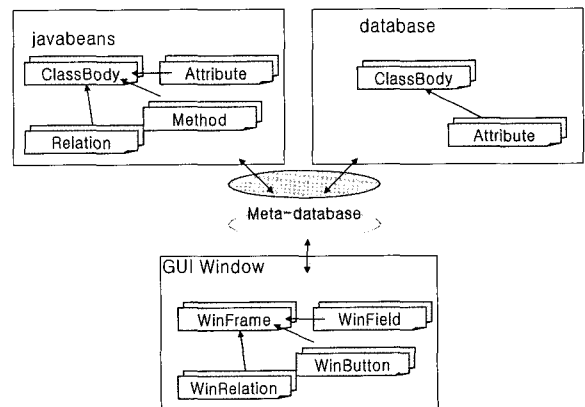 javabeans
ClassBody
Attribute
Method
Relation
database
ClassBody
Attribute
Meta-database
GUI Window
WinFrame
WinField
WinButton
WinRelation